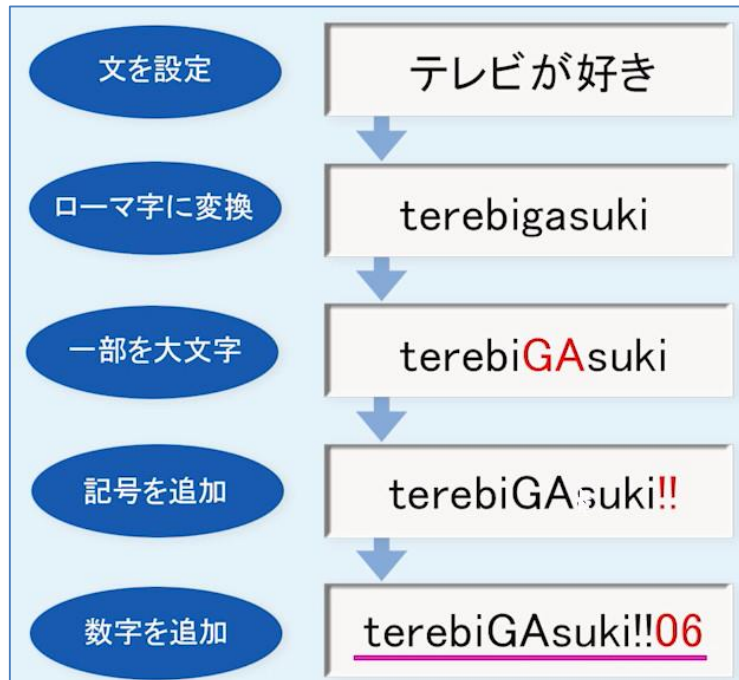 文を設定
テレビが好き
ローマ字に変換
terebigasuki
一部を大文字
terebiGAsuki
記号を追加
terebiGAsuki!!
数字を追加
terebiGAsuki!!06